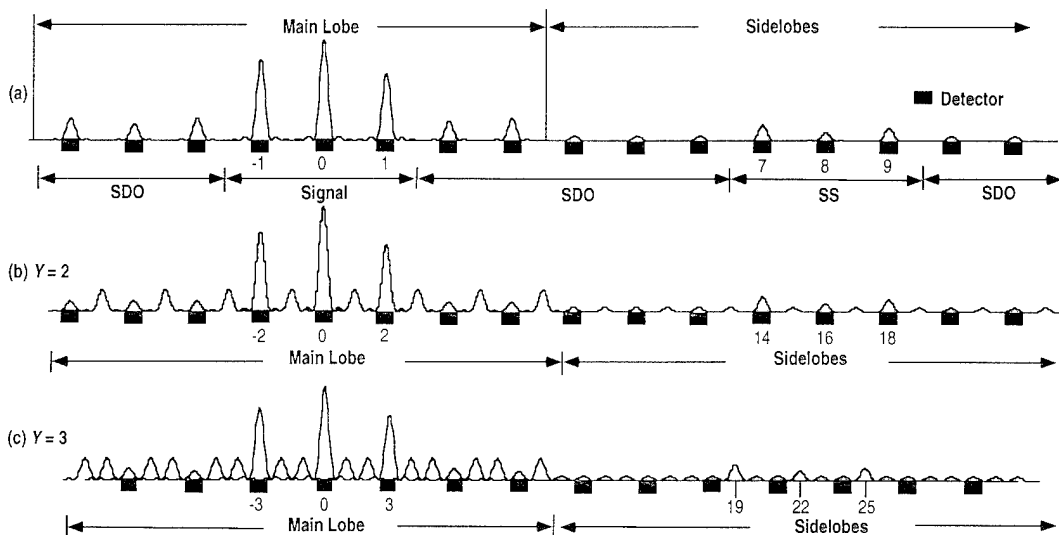 Main Lobe Sidelobes
(a)
Detector
-1 0 1 7 8 9
SDO Signal SDO SS SDO
(b) Y = 2
-2 0 2 14 16 18
Main Lobe Sidelobes
(c) Y = 3
-3 0 3 19 22 25
Main Lobe Sidelobes